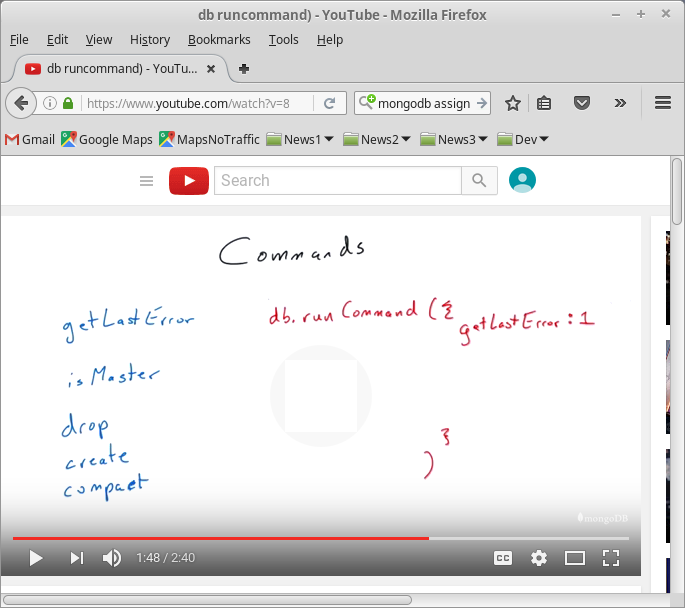 db runcommand) - YouTube - Mozilla Firefox
File Edit View History Bookmarks Tools Help
db runcommand) - YouTu...
https://www.youtube.com/watch?v=8 mongodb assign
Gmail Google Maps MapsNoTraffic News1 News2 News3 Dev
Search
Commands
getLastError db.runCommand ({ getLastError : 1
isMaster
drop
}
create )
compact
mongoDB
1:48 / 2:40 CC